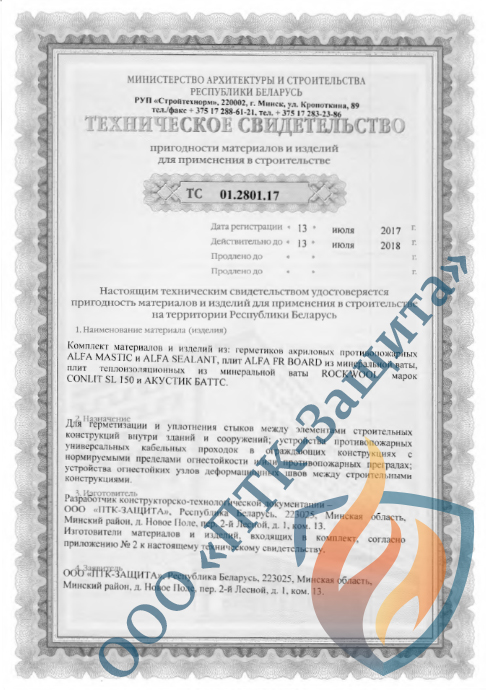 МИНИСТЕРСТВО АРХИТЕКТУРЫ И СТРОИТЕЛЬСТВА
РЕСПУБЛИКИ БЕЛАРУСЬ
РУП «Стройтехнорм», 220002, г. Минск, ул. Кропоткина, 89
тел./факс + 375 17 288-61-21, тел. + 375 17 283-23-86
ТЕХНИЧЕСКОЕ СВИДЕТЕЛЬСТВО
пригодности материалов и изделий
для применения в строительстве
ТС 01.2801.17
Дата регистрации « 13 » июля 2017 г.
Действительно до « 13 » июля 2018 г.
Продлено до « » г.
Продлено до « » г.
Настоящим техническим свидетельством удостоверяется
пригодность материалов и изделий для применения в строительстве
на территории Республики Беларусь
1. Наименование материала (изделия)
Комплект материалов и изделий из: герметиков акриловых противопожарных
ALFA MASTIC и ALFA SEALANT, плит ALFA FR BOARD из минеральной ваты,
плит теплоизоляционных из минеральной ваты ROCKWOOL марок
CONLIT SL 150 и АКУСТИК БАТТС.
2. Назначение
Для герметизации и уплотнения стыков между элементами строительных
конструкций внутри зданий и сооружений; устройства противопожарных
универсальных кабельных проходок в ограждающих конструкциях с
нормируемыми пределами огнестойкости и/или противопожарных преградах;
устройства огнестойких узлов деформационных швов между строительными
конструкциями.
3. Изготовитель
Разработчик конструкторско-технологической документации –
ООО «ПТК-ЗАЩИТА», Республика Беларусь, 223025, Минская область,
Минский район, д. Новое Поле, пер. 2-й Лесной, д. 1, ком. 13.
Изготовители материалов и изделий, входящих в комплект, согласно
приложению № 2 к настоящему техническому свидетельству.
4. Заявитель
ООО «ПТК-ЗАЩИТА», Республика Беларусь, 223025, Минская область,
Минский район, д. Новое Поле, пер. 2-й Лесной, д. 1, ком. 13.
ООО «ПТК-Защита»